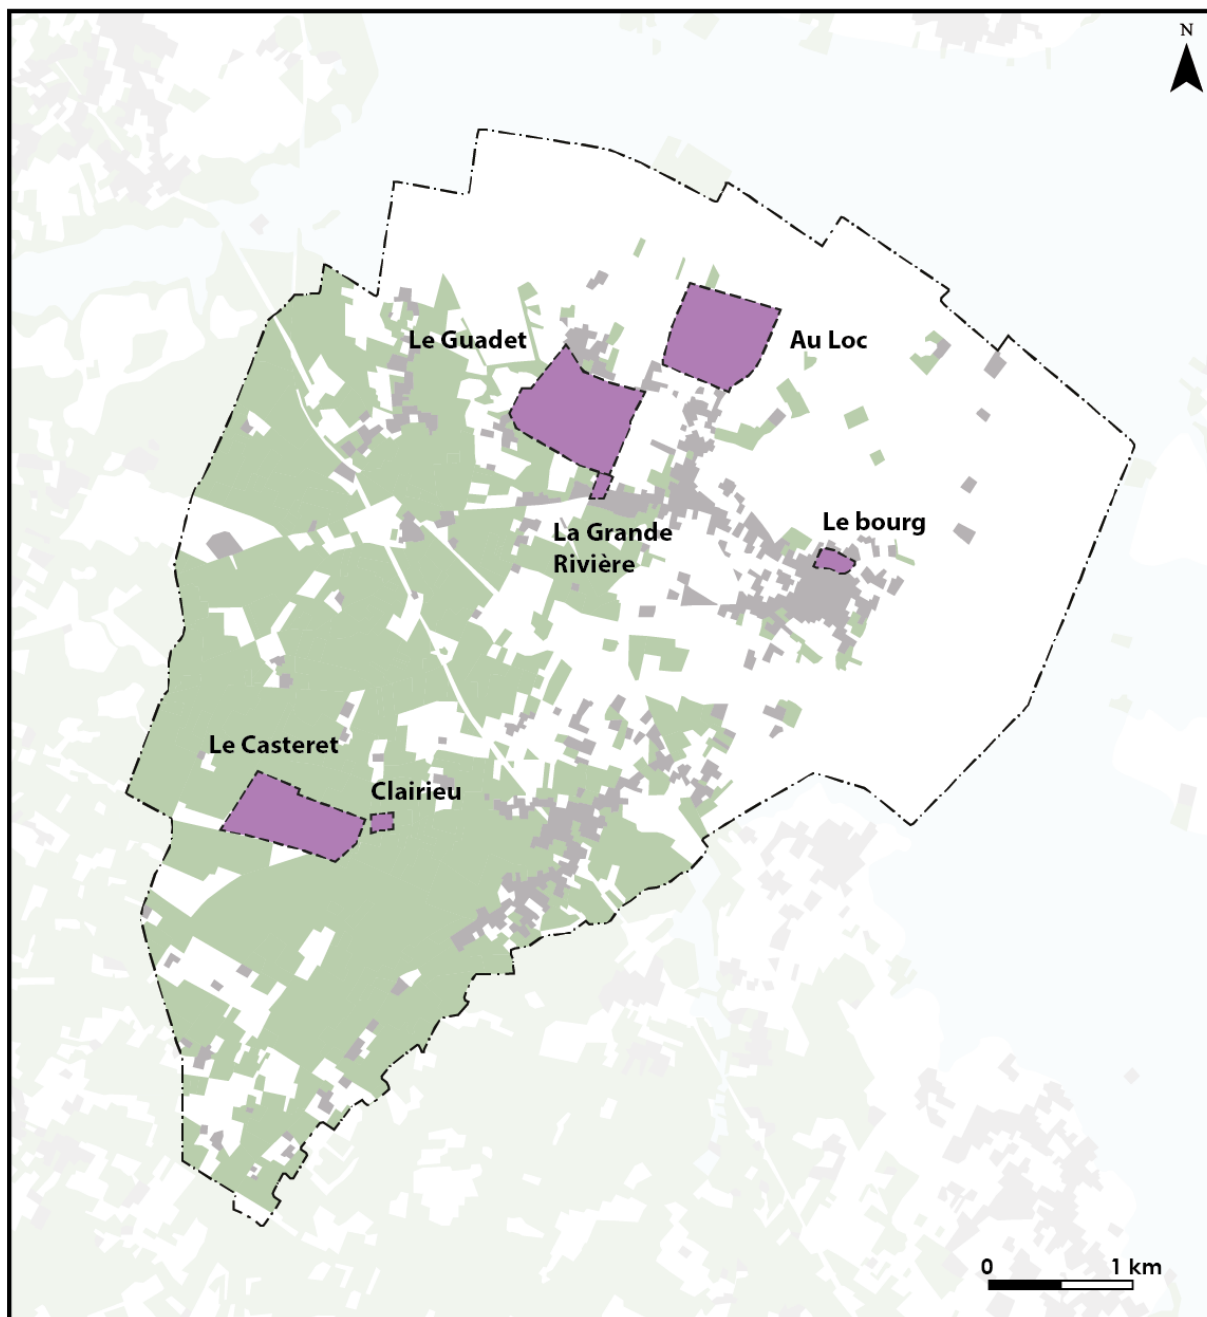 N
Le Guadet
Au Loc
Le bourg
La Grande
Rivière
Le Casteret
Clairieu
0 1 km